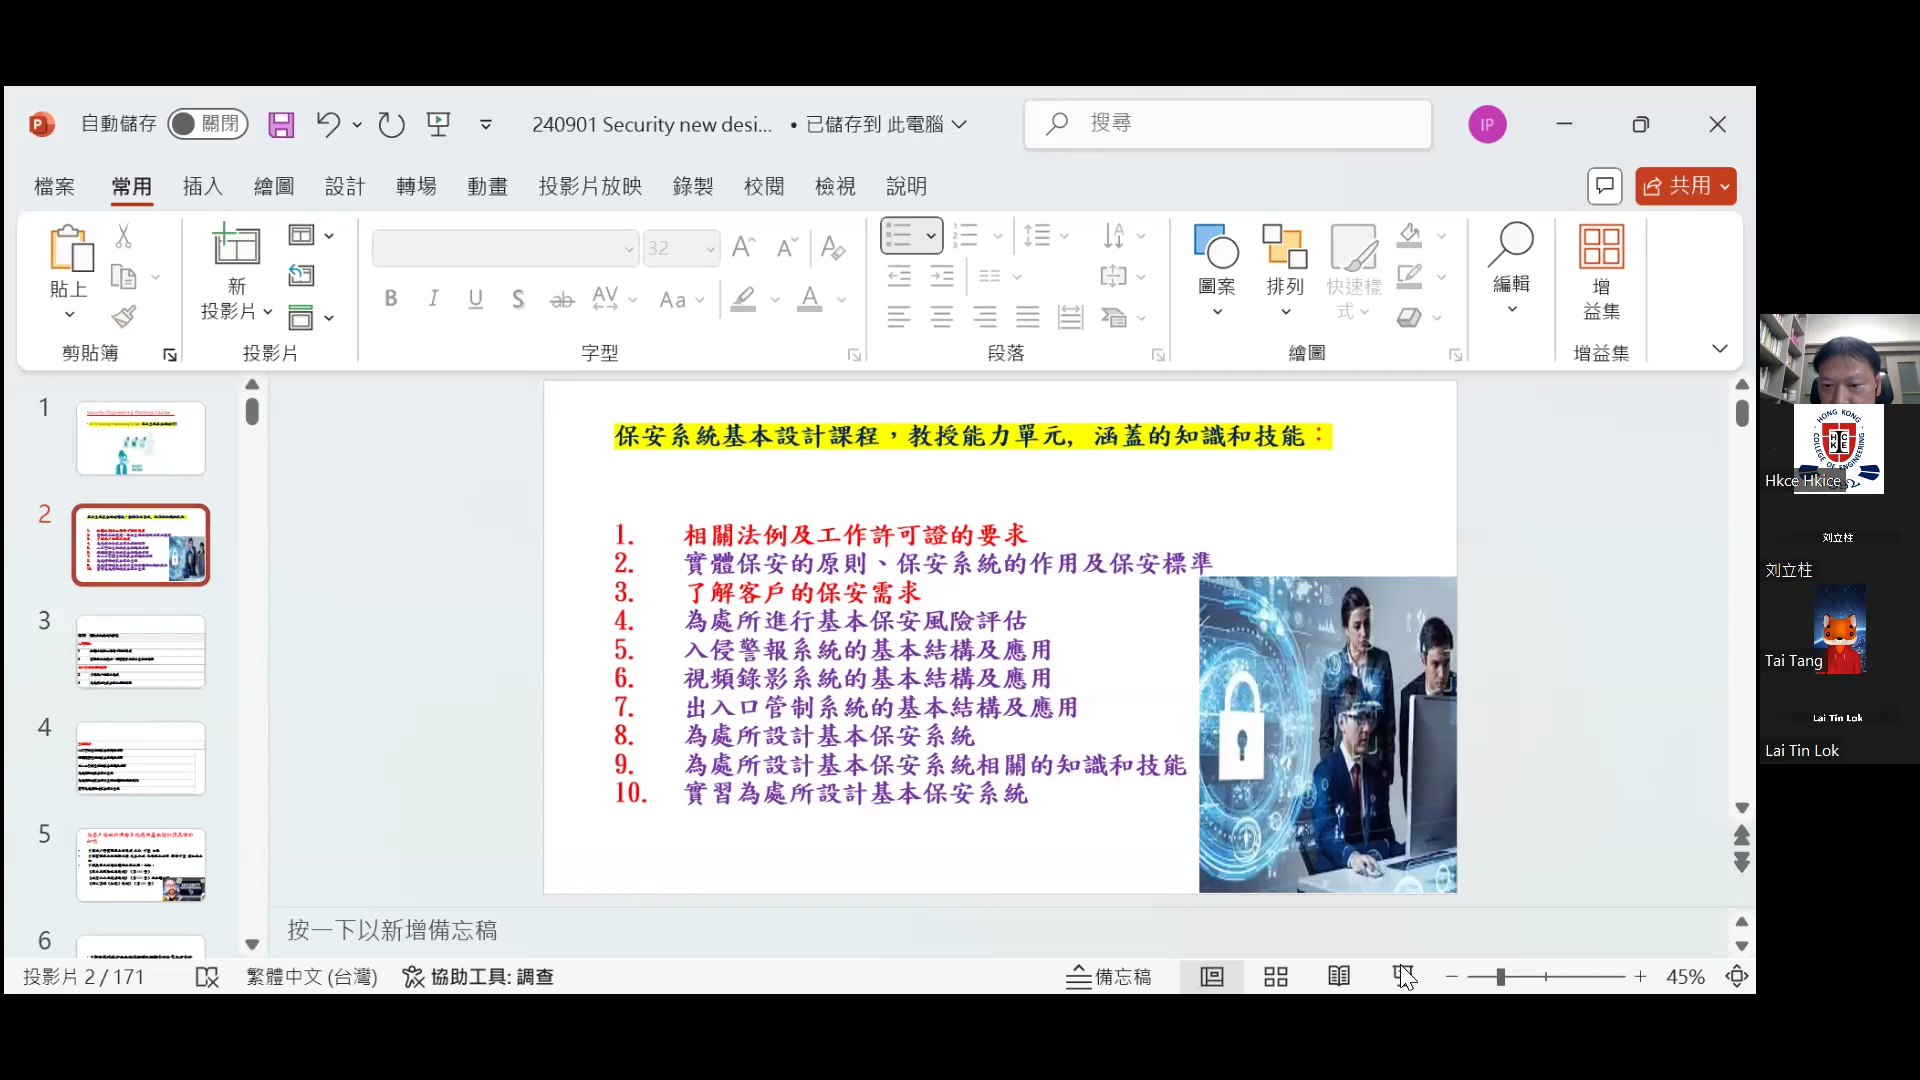 自動儲存 關閉 240901 Security new desi... • 已儲存到 此電腦 搜尋 IP
檔案 常用 插入 繪圖 設計 轉場 動畫 投影片放映 錄製 校閱 檢視 說明 共用
貼上
新
投影片
32
圖案 排列 快速樣
式
編輯
增
益集
剪貼簿 投影片 字型 段落 繪圖 增益集
1
2
3
4
5
6
保安系統基本設計課程，教授能力單元, 涵蓋的知識和技能：
1. 相關法例及工作許可證的要求
2. 實體保安的原則、保安系統的作用及保安標準
3. 了解客戶的保安需求
4. 為處所進行基本保安風險評估
5. 入侵警報系統的基本結構及應用
6. 視頻錄影系統的基本結構及應用
7. 出入口管制系統的基本結構及應用
8. 為處所設計基本保安系統
9. 為處所設計基本保安系統相關的知識和技能
10. 實習為處所設計基本保安系統
按一下以新增備忘稿
投影片 2 / 171 繁體中文 (台灣) 協助工具: 調查 備忘稿 45%
HONG KONG
COLLEGE OF ENGINEERING
Hkce Hkice
刘立柱
刘立柱
Tai Tang
Lai Tin Lok
Lai Tin Lok